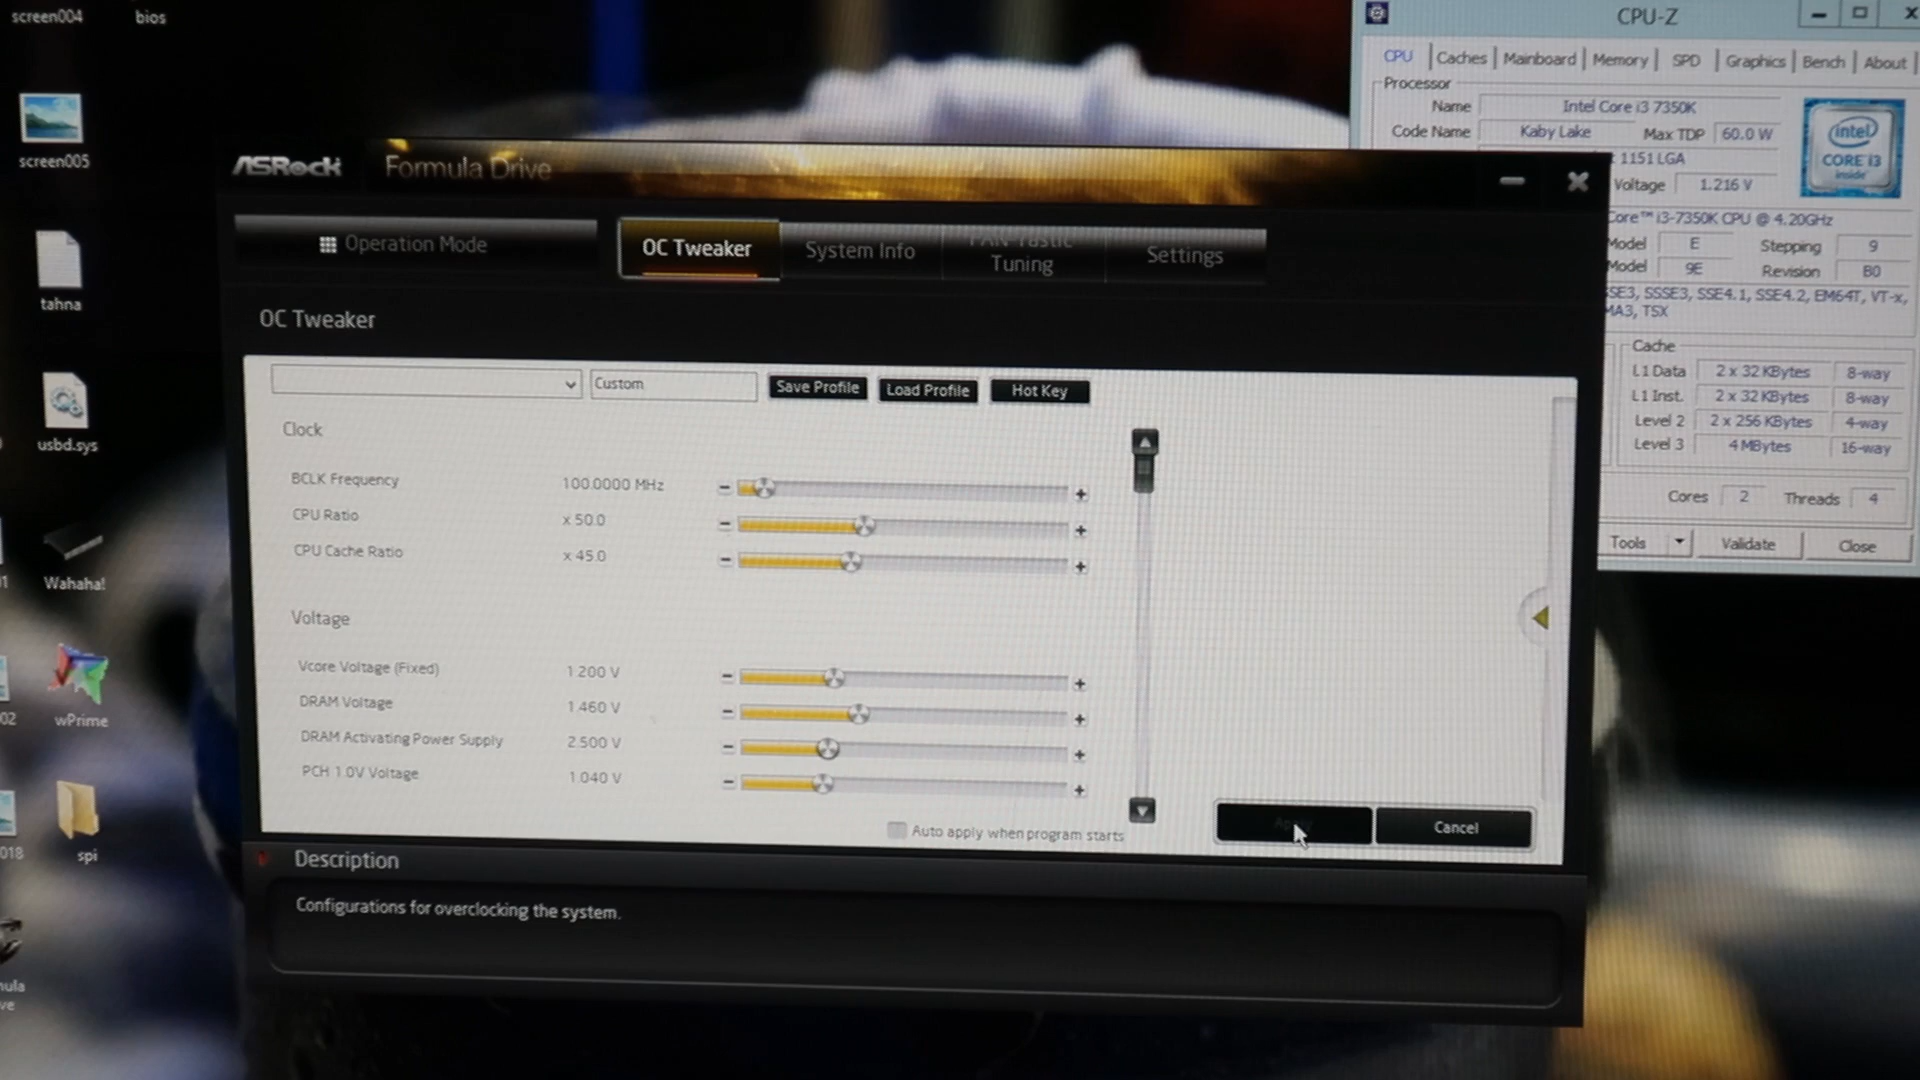 screen004
bios
screen005
tahna
usbd.sys
Wahaha!
wPrime
spi
02
018
ASRock
Formula Drive
Operation Mode
OC Tweaker
System Info
FAN-Tastic
Tuning
Settings
OC Tweaker
Custom
Save Profile
Load Profile
Hot Key
Clock
BCLK Frequency 100.0000 MHz
CPU Ratio x 50.0
CPU Cache Ratio x 45.0
Voltage
Vcore Voltage (Fixed) 1.200 V
DRAM Voltage 1.460 V
DRAM Activating Power Supply 2.500 V
PCH 1.0V Voltage 1.040 V
Auto apply when program starts
Cancel
Description
Configurations for overclocking the system.
CPU-Z
CPU Caches Mainboard Memory SPD Graphics Bench About
Processor
Name Intel Core i3 7350K
Code Name Kaby Lake Max TDP 60.0 W
1151 LGA
Voltage 1.216 V
intel
CORE i3
inside
Core™ i3-7350K CPU @ 4.20GHz
Model E Stepping 9
Model 9E Revision B0
SSE3, SSSE3, SSE4.1, SSE4.2, EM64T, VT-x,
MA3, TSX
Cache
L1 Data 2 x 32 KBytes 8-way
L1 Inst. 2 x 32 KBytes 8-way
Level 2 2 x 256 KBytes 4-way
Level 3 4 MBytes 16-way
Cores 2 Threads 4
Tools
Validate
Close